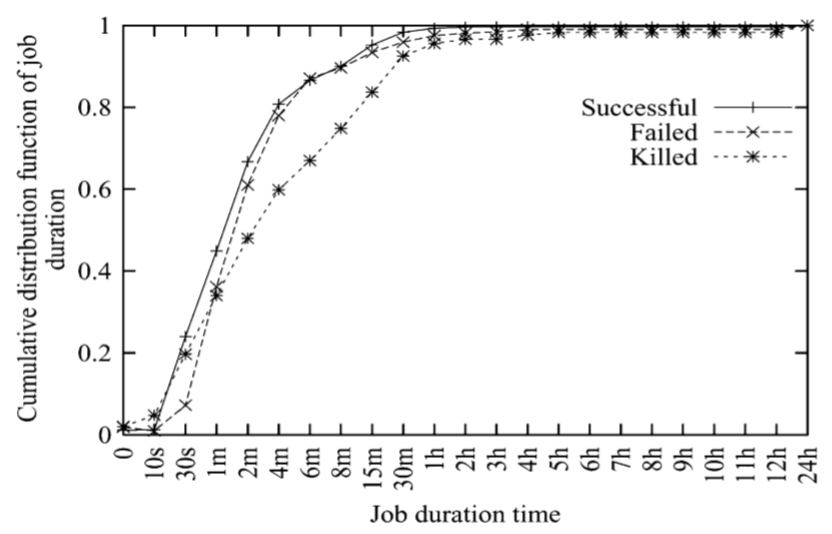 Cumulative distribution function of job
duration
1
0.8
0.6
0.4
0.2
0
Successful
Failed
Killed
0 10s 30s 1m 2m 4m 6m 8m 15m 30m 1h 2h 3h 4h 5h 6h 7h 8h 9h 10h 11h 12h 24h
Job duration time